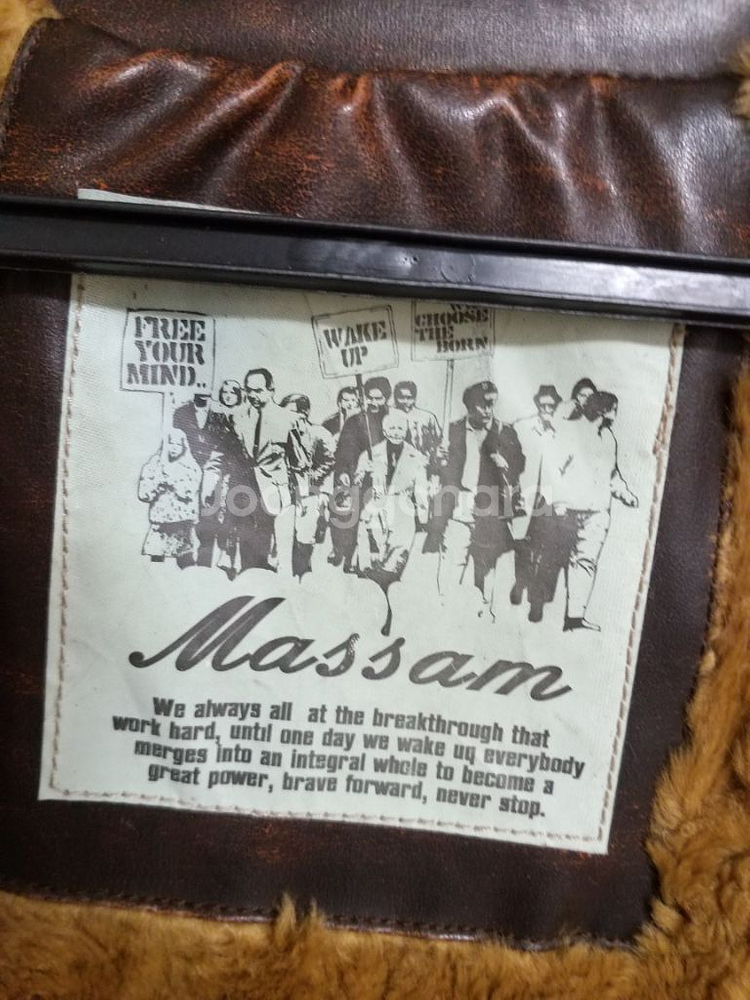 FREE
YOUR
MIND..
WAKE
UP
WE
CHOOSE
THE
BORN
Joonggonara
Massam
We always all at the breakthrough that
work hard, until one day we wake uq everybody
merges into an integral whole to become a
great power, brave forward, never stop.